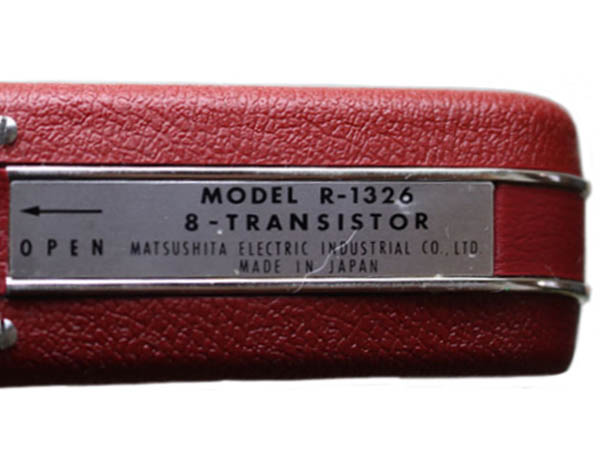 MODEL R-1326
8-TRANSISTOR
OPEN MATSUSHITA ELECTRIC INDUSTRIAL CO., LTD.
MADE IN JAPAN